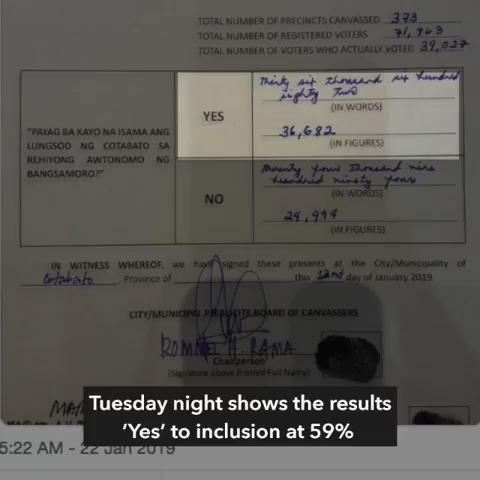 TOTAL NUMBER OF PRECINCTS CANVASSED 373
TOTAL NUMBER OF REGISTERED VOTERS 71,963
TOTAL NUMBER OF VOTERS WHO ACTUALLY VOTED 39,027
"PAYAG BA KAYO NA ISAMA ANG
LUNGSOD NG COTABATO SA
REHIYONG AWTONOMO NG
BANGSAMORO?"
YES
Thirty six thousand six hundred
eighty two
(IN WORDS)
36,682
(IN FIGURES)
NO
Twenty four thousand nine
hundred ninety four
(IN WORDS)
24,994
(IN FIGURES)
IN WITNESS WHEREOF, we have signed these presents at the City/Municipality of
Cotabato, Province of this 22nd day of January 2019.
CITY/MUNICIPAL PLEBISCITE BOARD OF CANVASSERS
ROMMEL H. RAMA
Chairperson
(Signature above Printed Full Name)
Tuesday night shows the results
'Yes' to inclusion at 59%
5:22 AM - 22 Jan 2019